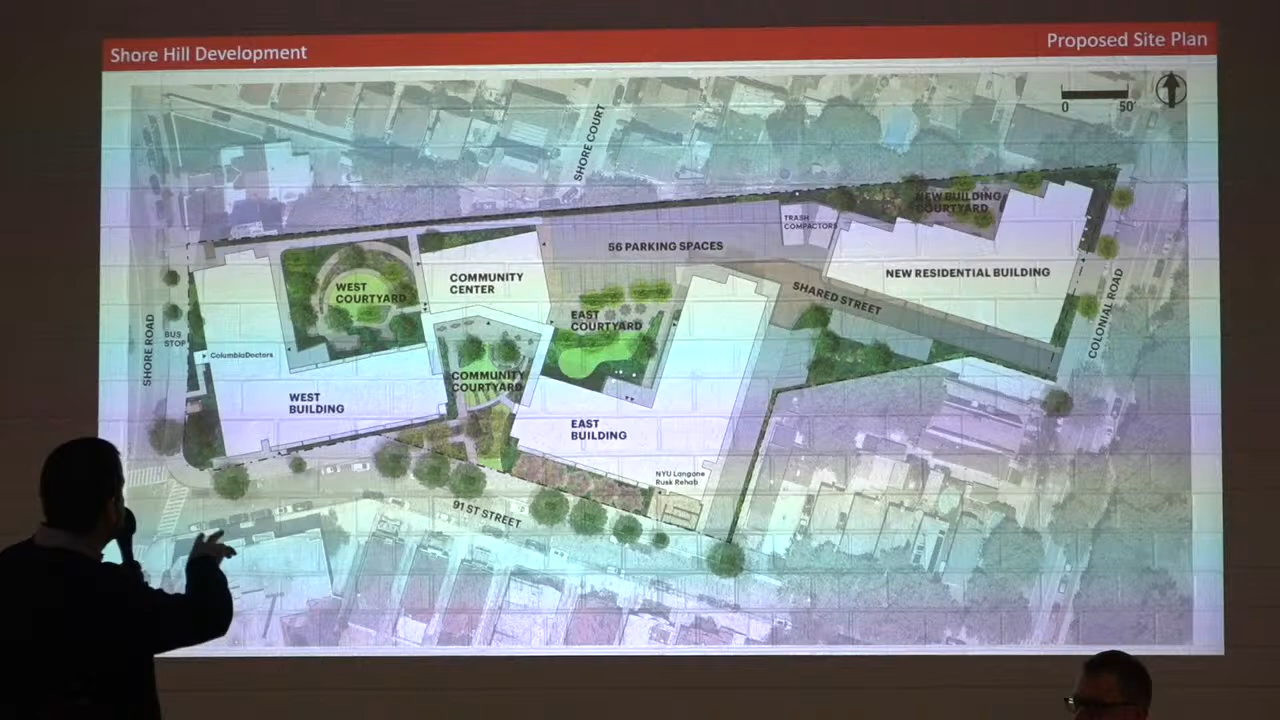 Shore Hill Development
Proposed Site Plan
0 50'
SHORE COURT
NEW BUILDING
COURTYARD
TRASH
COMPACTORS
56 PARKING SPACES
COMMUNITY
CENTER
NEW RESIDENTIAL BUILDING
WEST
COURTYARD
SHARED STREET
EAST
COURTYARD
COLONIAL ROAD
SHORE ROAD
BUS
STOP
ColumbiaDoctors
COMMUNITY
COURTYARD
WEST
BUILDING
EAST
BUILDING
NYU Langone
Rusk Rehab
91 ST STREET